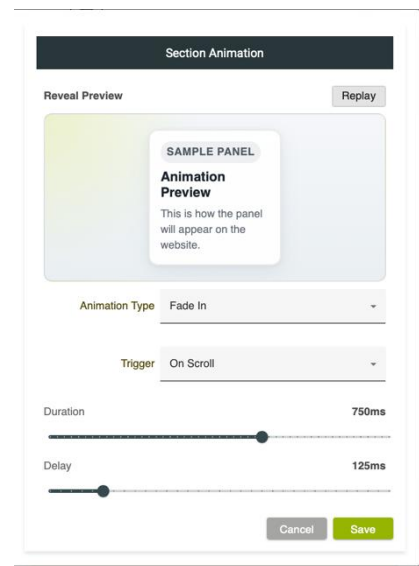 Section Animation
Reveal Preview Replay
SAMPLE PANEL
Animation
Preview
This is how the panel
will appear on the
website.
Animation Type Fade In
Trigger On Scroll
Duration 750ms
Delay 125ms
Cancel Save